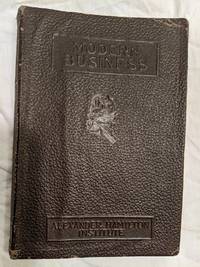 MODERN
BUSINESS
ALEXANDER HAMILTON
INSTITUTE